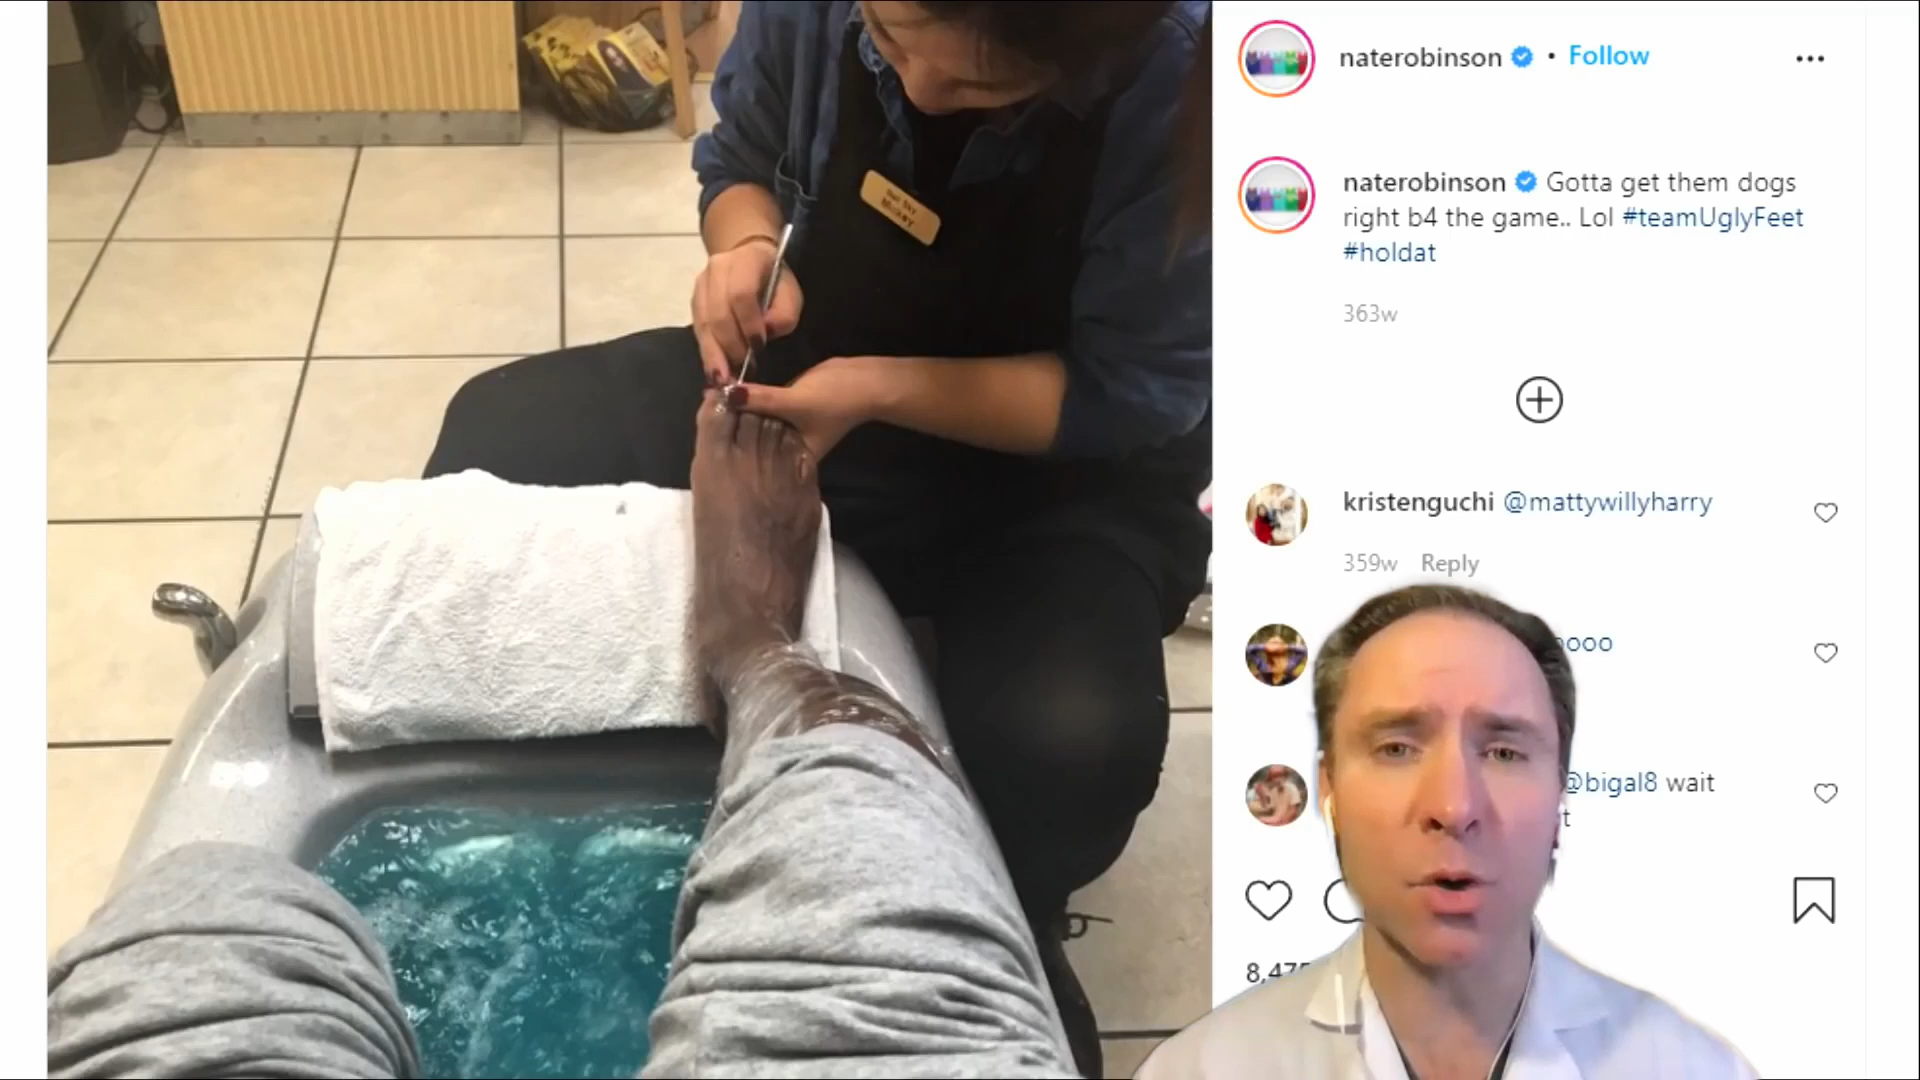 naterobinson • Follow
naterobinson Gotta get them dogs
right b4 the game.. Lol #teamUglyFeet
#holdat
363w
kristenguchi @mattywillyharry
359w Reply
@bigal8 wait